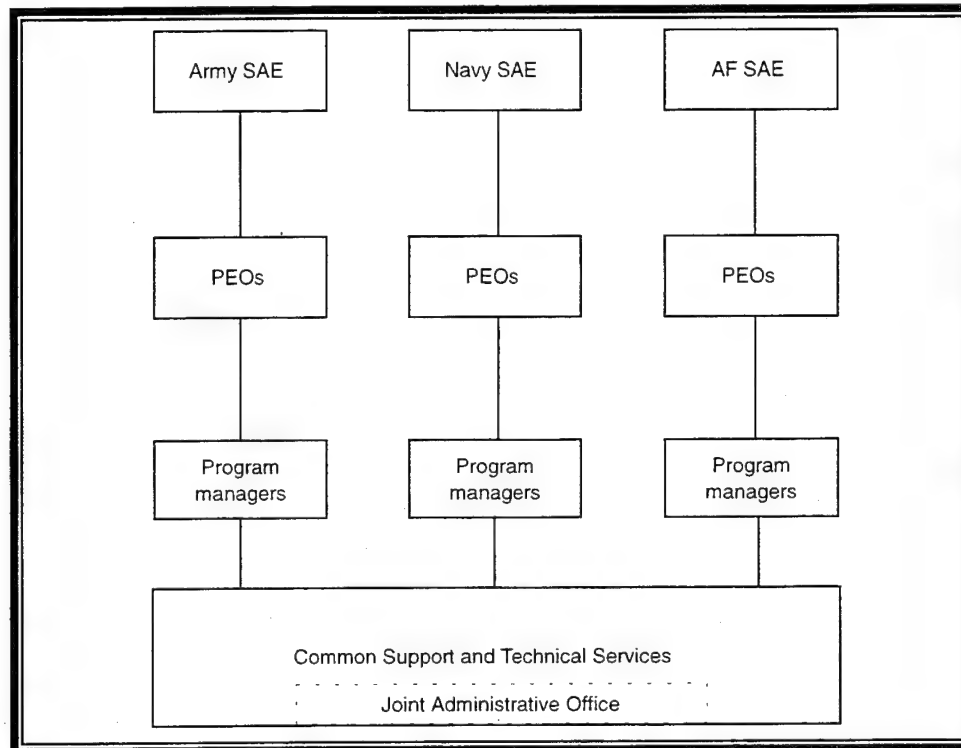 Army SAE
Navy SAE
AF SAE
PEOs
PEOs
PEOs
Program
managers
Program
managers
Program
managers
Common Support and Technical Services
Joint Administrative Office